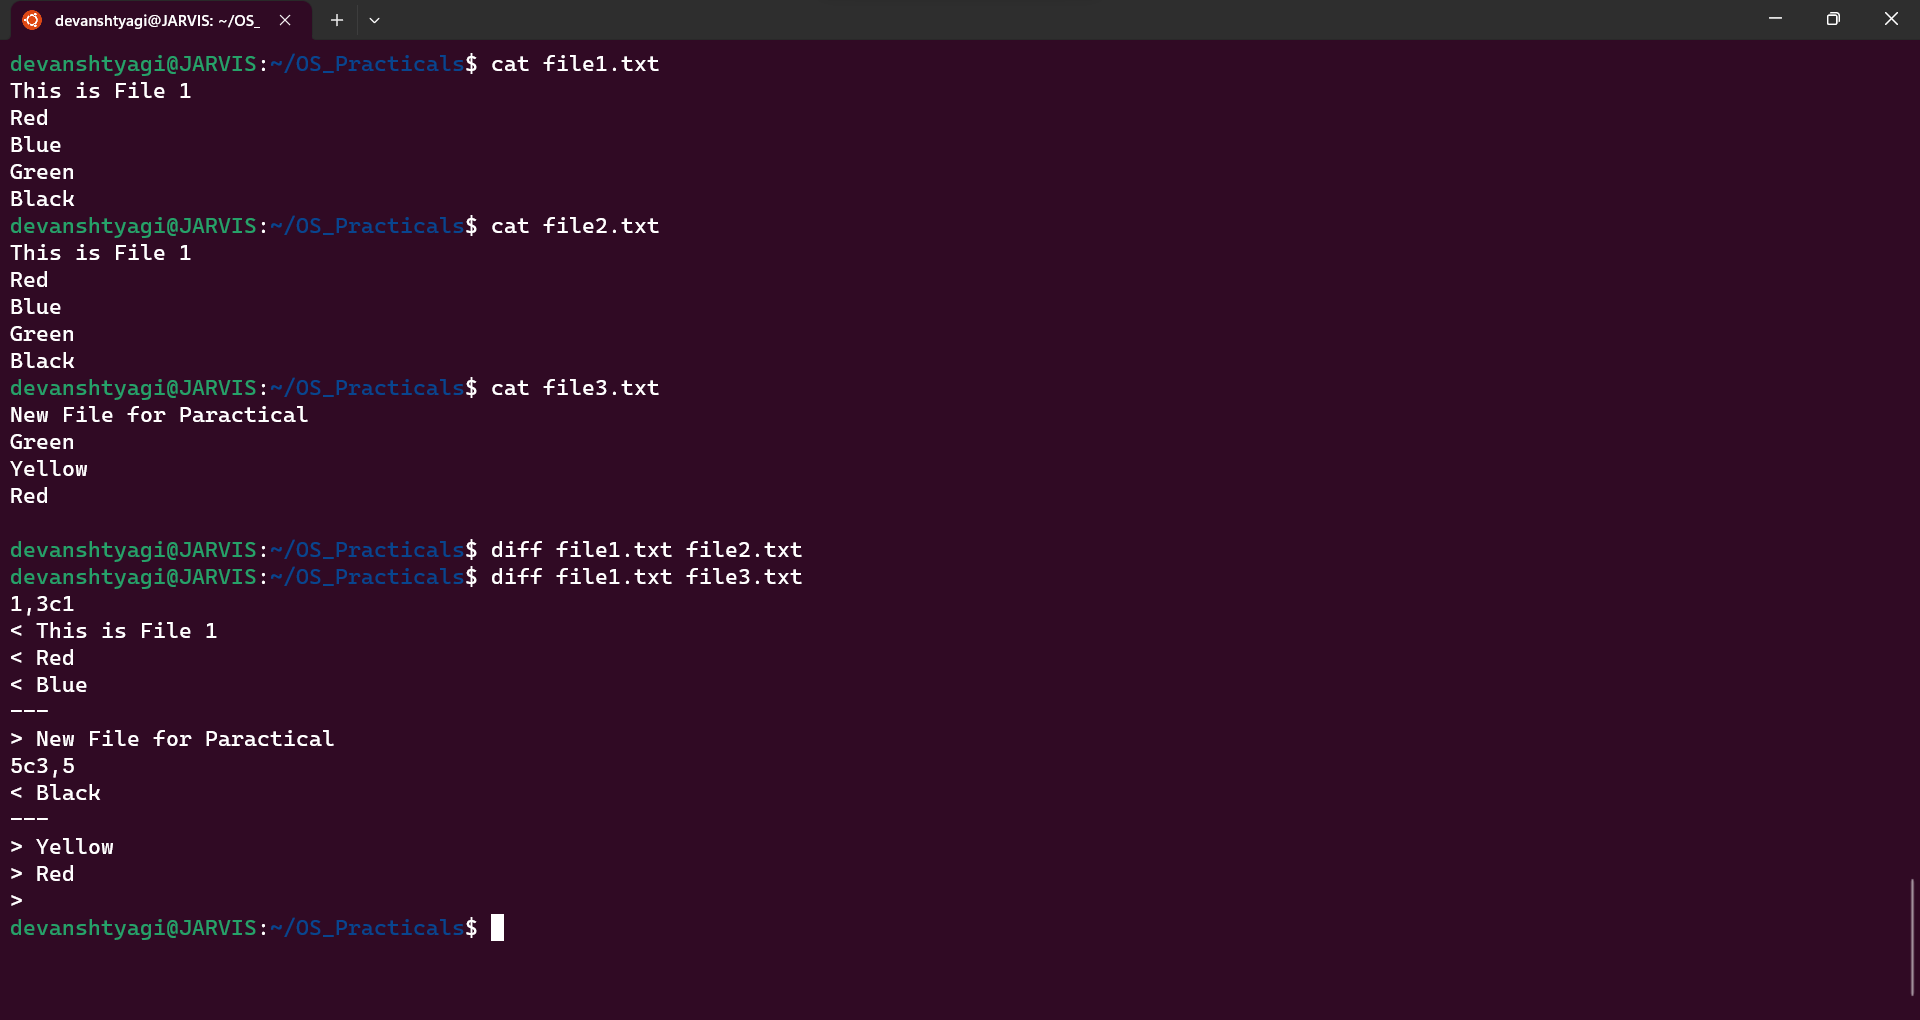 devanshtyagi@JARVIS: ~/OS_
devanshtyagi@JARVIS:~/OS_Practicals$ cat file1.txt
This is File 1
Red
Blue
Green
Black
devanshtyagi@JARVIS:~/OS_Practicals$ cat file2.txt
This is File 1
Red
Blue
Green
Black
devanshtyagi@JARVIS:~/OS_Practicals$ cat file3.txt
New File for Paractical
Green
Yellow
Red

devanshtyagi@JARVIS:~/OS_Practicals$ diff file1.txt file2.txt
devanshtyagi@JARVIS:~/OS_Practicals$ diff file1.txt file3.txt
1,3c1
< This is File 1
< Red
< Blue
---
> New File for Paractical
5c3,5
< Black
---
> Yellow
> Red
>
devanshtyagi@JARVIS:~/OS_Practicals$